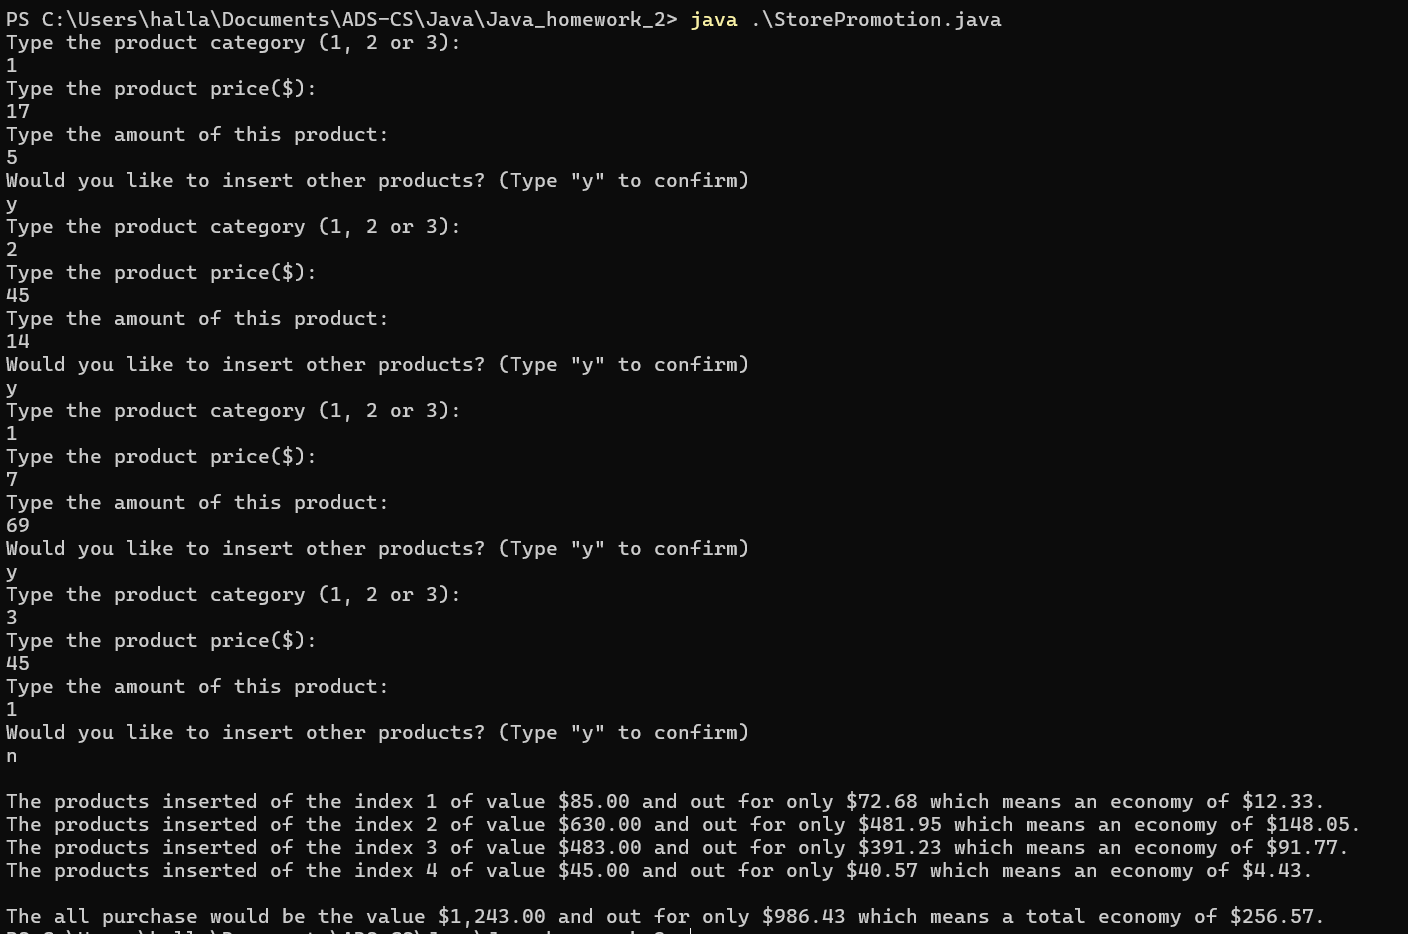 PS C:\Users\halla\Documents\ADS-CS\Java\Java_homework_2> java .\StorePromotion.java
Type the product category (1, 2 or 3):
1
Type the product price($):
17
Type the amount of this product:
5
Would you like to insert other products? (Type "y" to confirm)
y
Type the product category (1, 2 or 3):
2
Type the product price($):
45
Type the amount of this product:
14
Would you like to insert other products? (Type "y" to confirm)
y
Type the product category (1, 2 or 3):
1
Type the product price($):
7
Type the amount of this product:
69
Would you like to insert other products? (Type "y" to confirm)
y
Type the product category (1, 2 or 3):
3
Type the product price($):
45
Type the amount of this product:
1
Would you like to insert other products? (Type "y" to confirm)
n
The products inserted of the index 1 of value $85.00 and out for only $72.68 which means an economy of $12.33.
The products inserted of the index 2 of value $630.00 and out for only $481.95 which means an economy of $148.05.
The products inserted of the index 3 of value $483.00 and out for only $391.23 which means an economy of $91.77.
The products inserted of the index 4 of value $45.00 and out for only $40.57 which means an economy of $4.43.
The all purchase would be the value $1,243.00 and out for only $986.43 which means a total economy of $256.57.